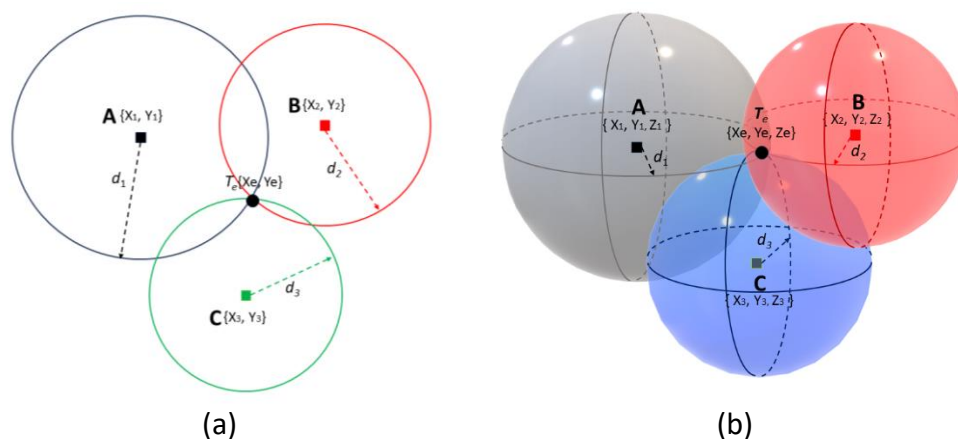 A {X₁, Y₁}
d₁
B {X₂, Y₂}
d₂
Tₑ {Xe, Ye}
d₃
C {X₃, Y₃}
(a)
A
{ X₁, Y₁, Z₁ }
d₁
Tₑ
{Xe, Ye, Ze}
B
{ X₂, Y₂, Z₂ }
d₂
d₃
C
{ X₃, Y₃, Z₃ }
(b)